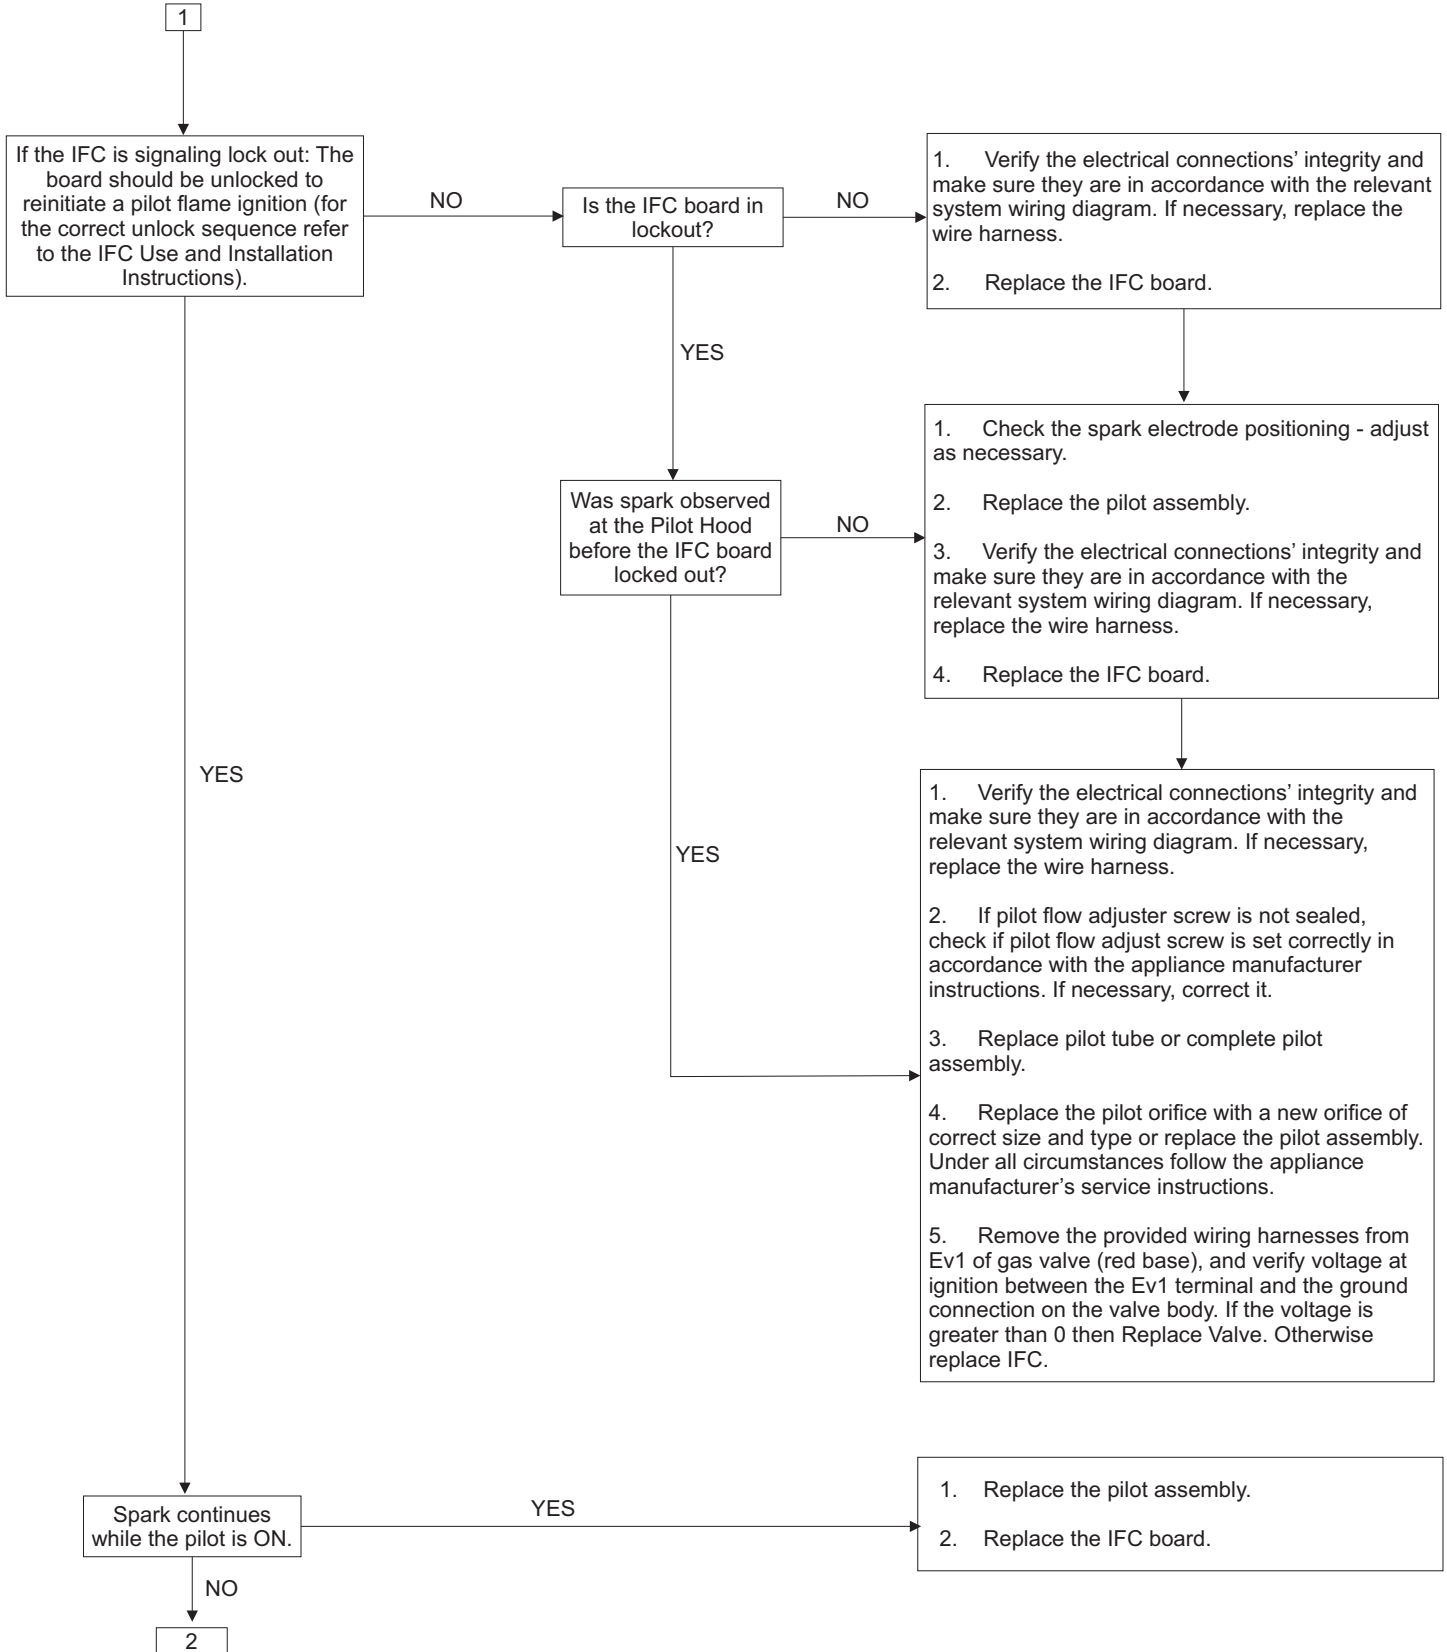 1
If the IFC is signaling lock out: The
board should be unlocked to
reinitiate a pilot flame ignition (for
the correct unlock sequence refer
to the IFC Use and Installation
Instructions).
NO
Is the IFC board in
lockout?
NO
1. Verify the electrical connections’ integrity and
make sure they are in accordance with the relevant
system wiring diagram. If necessary, replace the
wire harness.
2. Replace the IFC board.
YES
Was spark observed
at the Pilot Hood
before the IFC board
locked out?
NO
1. Check the spark electrode positioning - adjust
as necessary.
2. Replace the pilot assembly.
3. Verify the electrical connections’ integrity and
make sure they are in accordance with the
relevant system wiring diagram. If necessary,
replace the wire harness.
4. Replace the IFC board.
YES
YES
1. Verify the electrical connections’ integrity and
make sure they are in accordance with the
relevant system wiring diagram. If necessary,
replace the wire harness.
2. If pilot flow adjuster screw is not sealed,
check if pilot flow adjust screw is set correctly in
accordance with the appliance manufacturer
instructions. If necessary, correct it.
3. Replace pilot tube or complete pilot
assembly.
4. Replace the pilot orifice with a new orifice of
correct size and type or replace the pilot assembly.
Under all circumstances follow the appliance
manufacturer’s service instructions.
5. Remove the provided wiring harnesses from
Ev1 of gas valve (red base), and verify voltage at
ignition between the Ev1 terminal and the ground
connection on the valve body. If the voltage is
greater than 0 then Replace Valve. Otherwise
replace IFC.
Spark continues
while the pilot is ON.
YES
1. Replace the pilot assembly.
2. Replace the IFC board.
NO
2